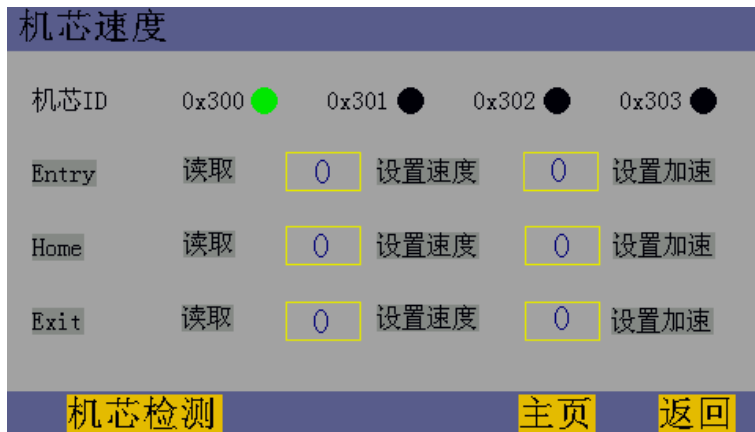 机芯速度
机芯ID 0x300 0x301 0x302 0x303
Entry 读取 0 设置速度 0 设置加速
Home 读取 0 设置速度 0 设置加速
Exit 读取 0 设置速度 0 设置加速
机芯检测 主页 返回